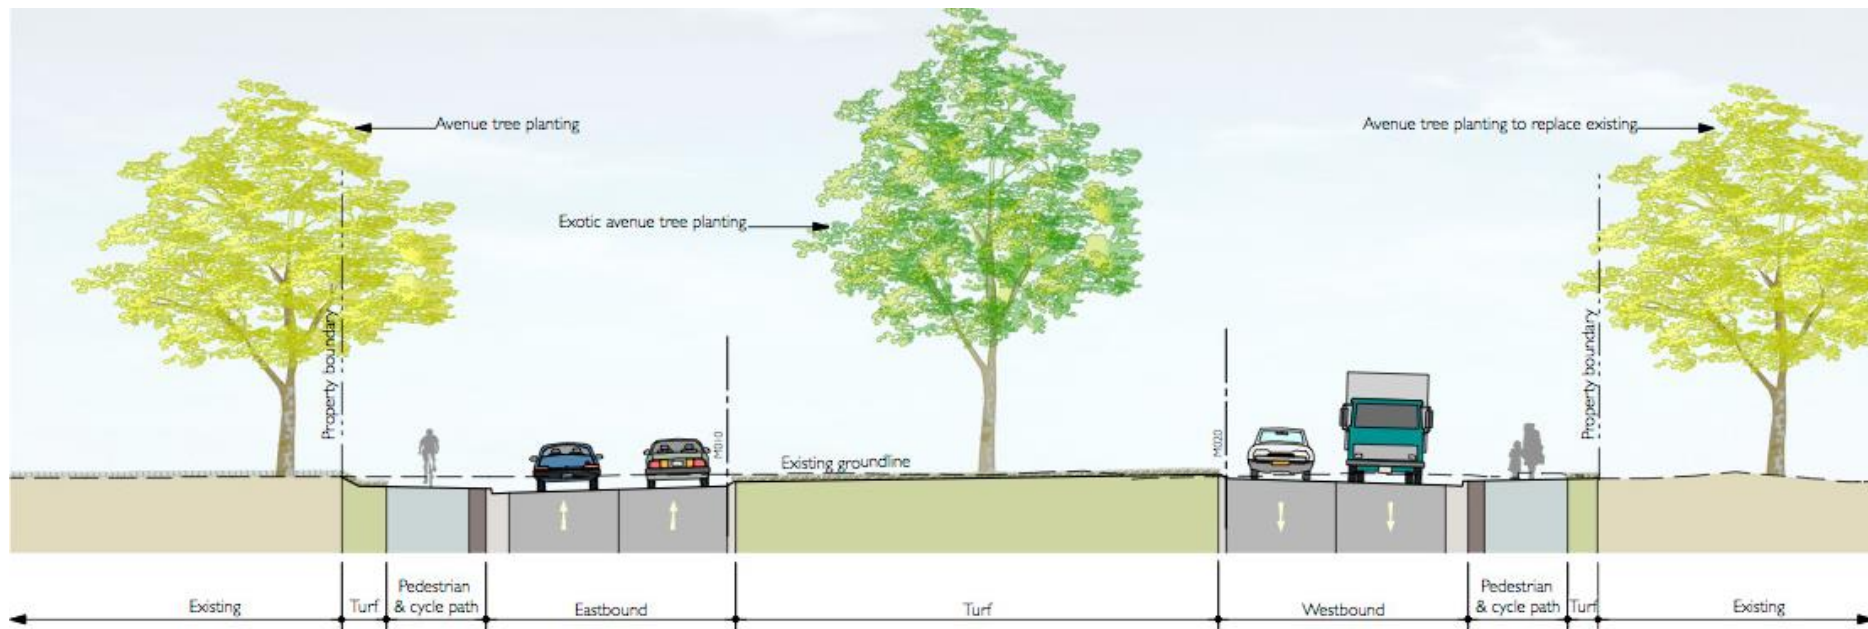 Avenue tree planting
Avenue tree planting to replace existing
Exotic avenue tree planting
Property boundary
M010
Existing groundline
M020
Property boundary
Existing
Turf
Pedestrian
& cycle path
Eastbound
Turf
Westbound
Pedestrian
& cycle path
Turf
Existing